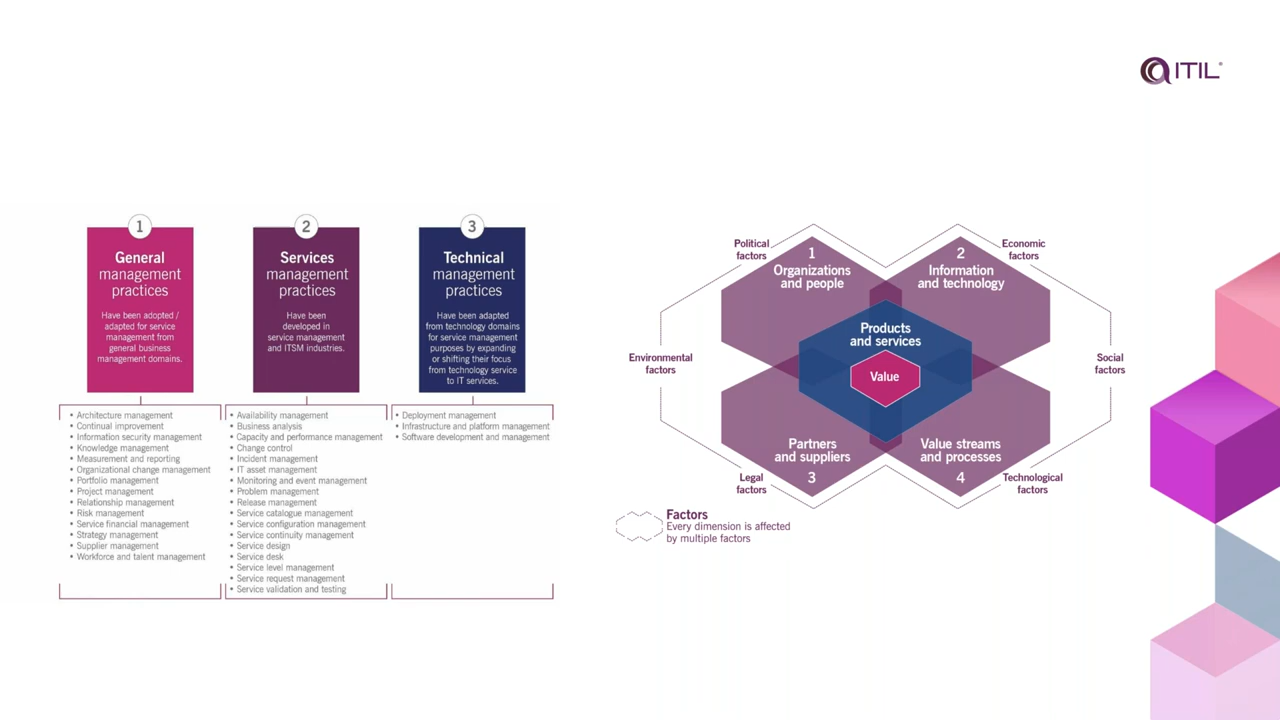 ITIL
1
General
management
practices
Have been adopted /
adapted for service
management from
general business
management domains.
• Architecture management
• Continual improvement
• Information security management
• Knowledge management
• Measurement and reporting
• Organizational change management
• Portfolio management
• Project management
• Relationship management
• Risk management
• Service financial management
• Strategy management
• Supplier management
• Workforce and talent management
2
Services
management
practices
Have been
developed in
service management
and ITSM industries.
• Availability management
• Business analysis
• Capacity and performance management
• Change control
• Incident management
• IT asset management
• Monitoring and event management
• Problem management
• Release management
• Service catalogue management
• Service configuration management
• Service continuity management
• Service design
• Service desk
• Service level management
• Service request management
• Service validation and testing
3
Technical
management
practices
Have been adapted
from technology domains
for service management
purposes by expanding
or shifting their focus
from technology service
to IT services.
• Deployment management
• Infrastructure and platform management
• Software development and management
Political
factors
1
Organizations
and people
2
Information
and technology
Economic
factors
Products
and services
Value
Environmental
factors
Social
factors
Partners
and suppliers
3
Value streams
and processes
4
Legal
factors
Technological
factors
Factors
Every dimension is affected
by multiple factors